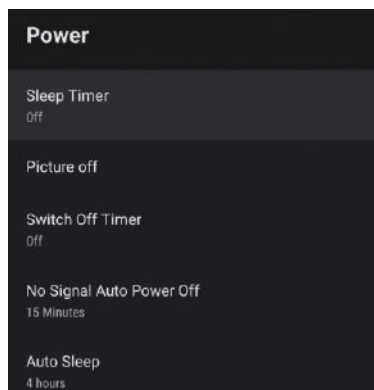 Power
Sleep Timer
Off
Picture off
Switch Off Timer
Off
No Signal Auto Power Off
15 Minutes
Auto Sleep
4 hours